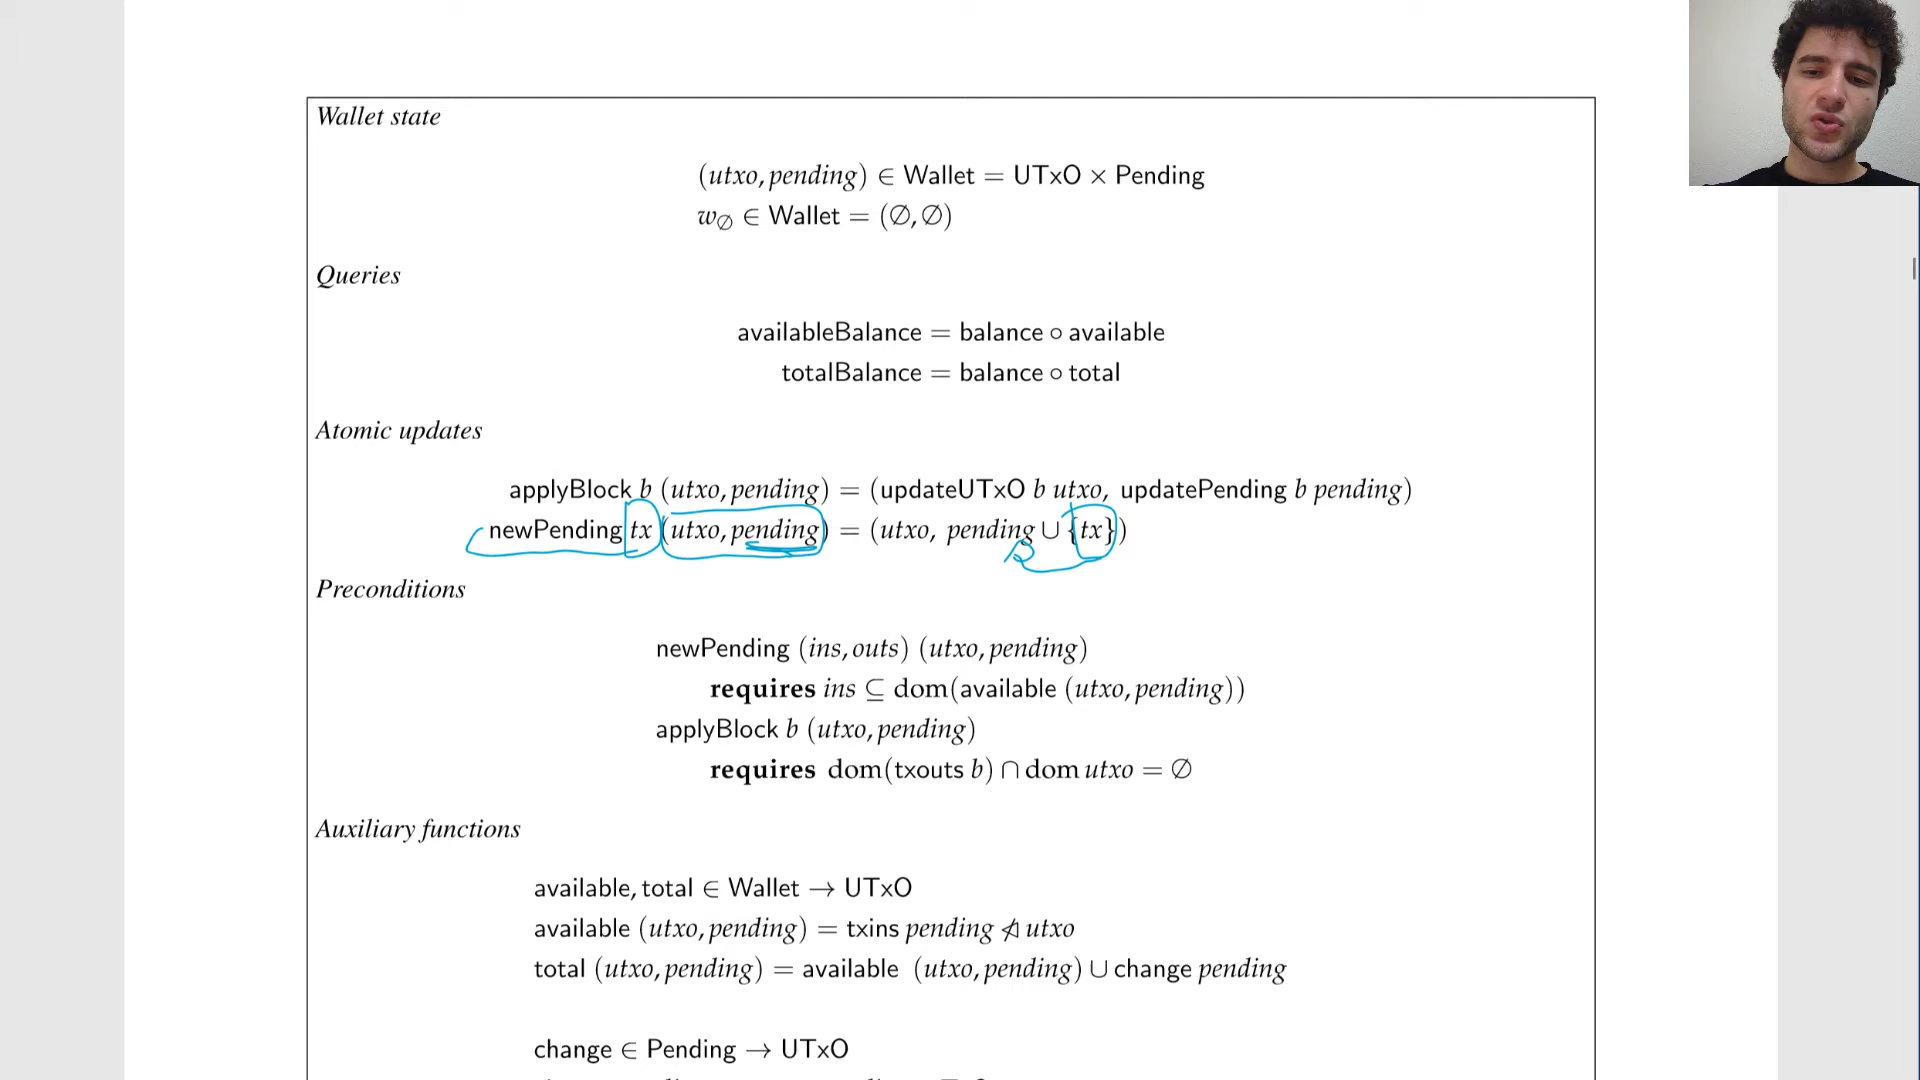 Wallet state
(utxo, pending) ∈ Wallet = UTxO × Pending
w∅ ∈ Wallet = (∅, ∅)
Queries
availableBalance = balance ∘ available
totalBalance = balance ∘ total
Atomic updates
applyBlock b (utxo, pending) = (updateUTxO b utxo, updatePending b pending)
newPending tx (utxo, pending) = (utxo, pending ∪ {tx})
Preconditions
newPending (ins, outs) (utxo, pending)
requires ins ⊆ dom(available (utxo, pending))
applyBlock b (utxo, pending)
requires dom(txouts b) ∩ dom utxo = ∅
Auxiliary functions
available, total ∈ Wallet → UTxO
available (utxo, pending) = txins pending ⋪ utxo
total (utxo, pending) = available (utxo, pending) ∪ change pending
change ∈ Pending → UTxO